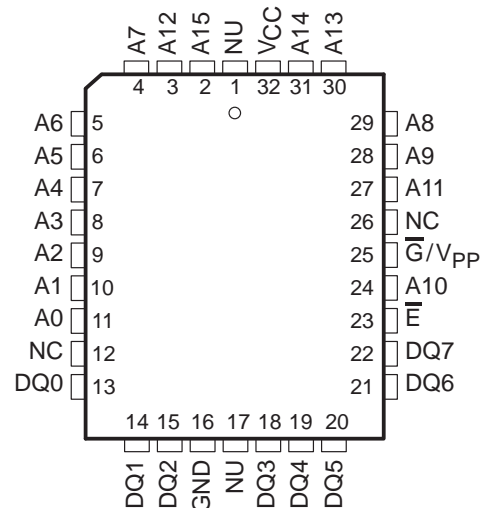 A7 A12 A15 NU VCC A14 A13
4 3 2 1 32 31 30
A6 5 29 A8
A5 6 28 A9
A4 7 27 A11
A3 8 26 NC
A2 9 25 G̅/VPP
A1 10 24 A10
A0 11 23 E̅
NC 12 22 DQ7
DQ0 13 21 DQ6
14 15 16 17 18 19 20
DQ1 DQ2 GND NU DQ3 DQ4 DQ5